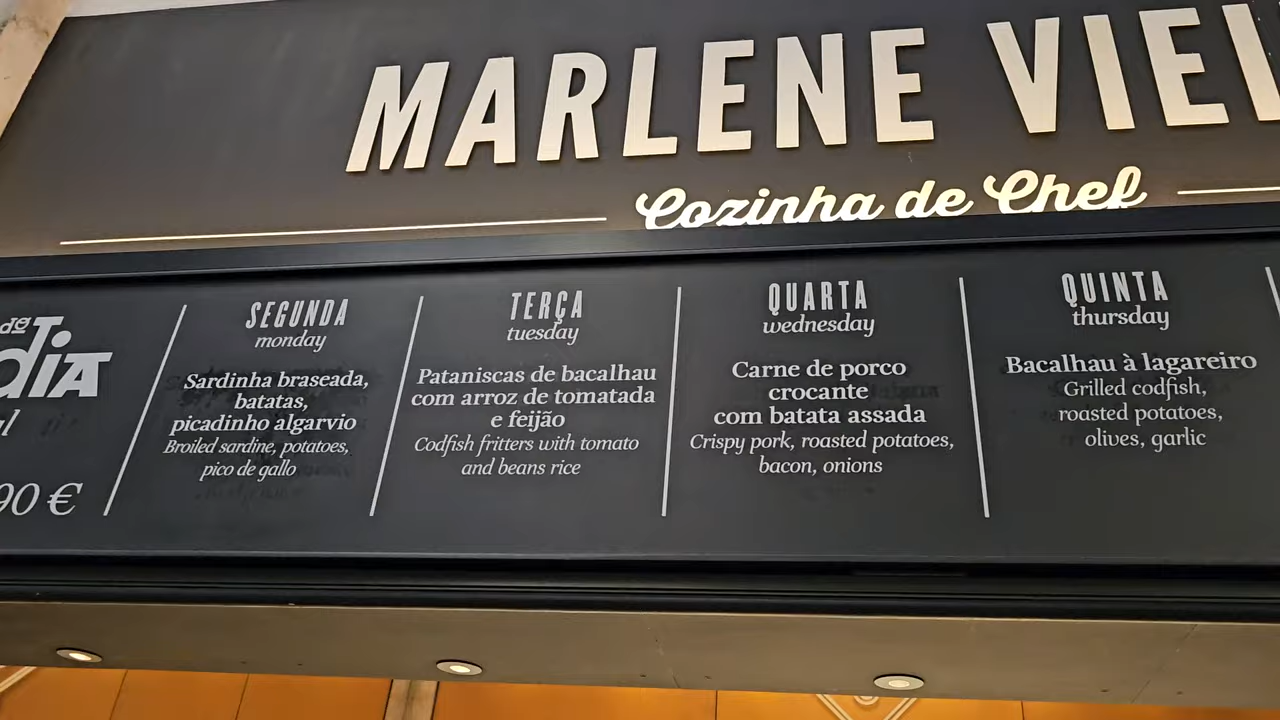 MARLENE
Cozinha de Chef
do
dia
90 €
SEGUNDA
monday
Sardinha braseada,
batatas,
picadinho algarvio
Broiled sardine, potatoes,
pico de gallo
TERÇA
tuesday
Pataniscas de bacalhau
com arroz de tomatada
e feijão
Codfish fritters with tomato
and beans rice
QUARTA
wednesday
Carne de porco
crocante
com batata assada
Crispy pork, roasted potatoes,
bacon, onions
QUINTA
thursday
Bacalhau à lagareiro
Grilled codfish,
roasted potatoes,
olives, garlic